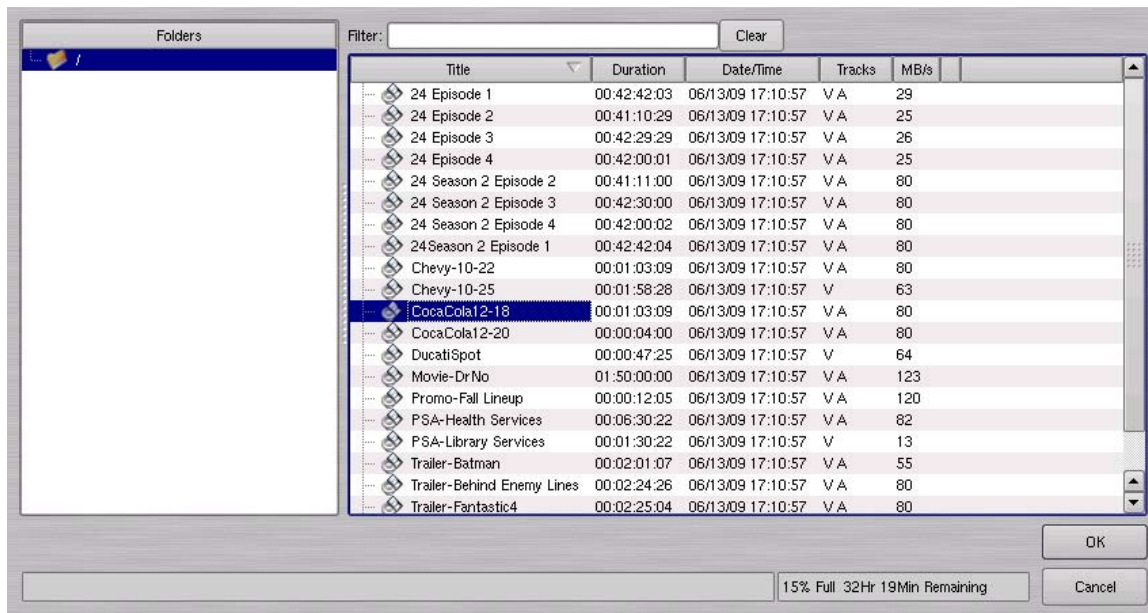 Folders
Filter: Clear
/
Title Duration Date/Time Tracks MB/s
24 Episode 1 00:42:42:03 06/13/09 17:10:57 V A 29
24 Episode 2 00:41:10:29 06/13/09 17:10:57 V A 25
24 Episode 3 00:42:29:29 06/13/09 17:10:57 V A 26
24 Episode 4 00:42:00:01 06/13/09 17:10:57 V A 25
24 Season 2 Episode 2 00:41:11:00 06/13/09 17:10:57 V A 80
24 Season 2 Episode 3 00:42:30:00 06/13/09 17:10:57 V A 80
24 Season 2 Episode 4 00:42:00:02 06/13/09 17:10:57 V A 80
24Season 2 Episode 1 00:42:42:04 06/13/09 17:10:57 V A 80
Chevy-10-22 00:01:03:09 06/13/09 17:10:57 V A 80
Chevy-10-25 00:01:58:28 06/13/09 17:10:57 V 63
CocaCola12-18 00:01:03:09 06/13/09 17:10:57 V A 80
CocaCola12-20 00:00:04:00 06/13/09 17:10:57 V A 80
DucatiSpot 00:00:47:25 06/13/09 17:10:57 V 64
Movie-DrNo 01:50:00:00 06/13/09 17:10:57 V A 123
Promo-Fall Lineup 00:00:12:05 06/13/09 17:10:57 V A 120
PSA-Health Services 00:06:30:22 06/13/09 17:10:57 V A 82
PSA-Library Services 00:01:30:22 06/13/09 17:10:57 V 13
Trailer-Batman 00:02:01:07 06/13/09 17:10:57 V A 55
Trailer-Behind Enemy Lines 00:02:24:26 06/13/09 17:10:57 V A 80
Trailer-Fantastic4 00:02:25:04 06/13/09 17:10:57 V A 80
OK
15% Full 32Hr 19Min Remaining
Cancel